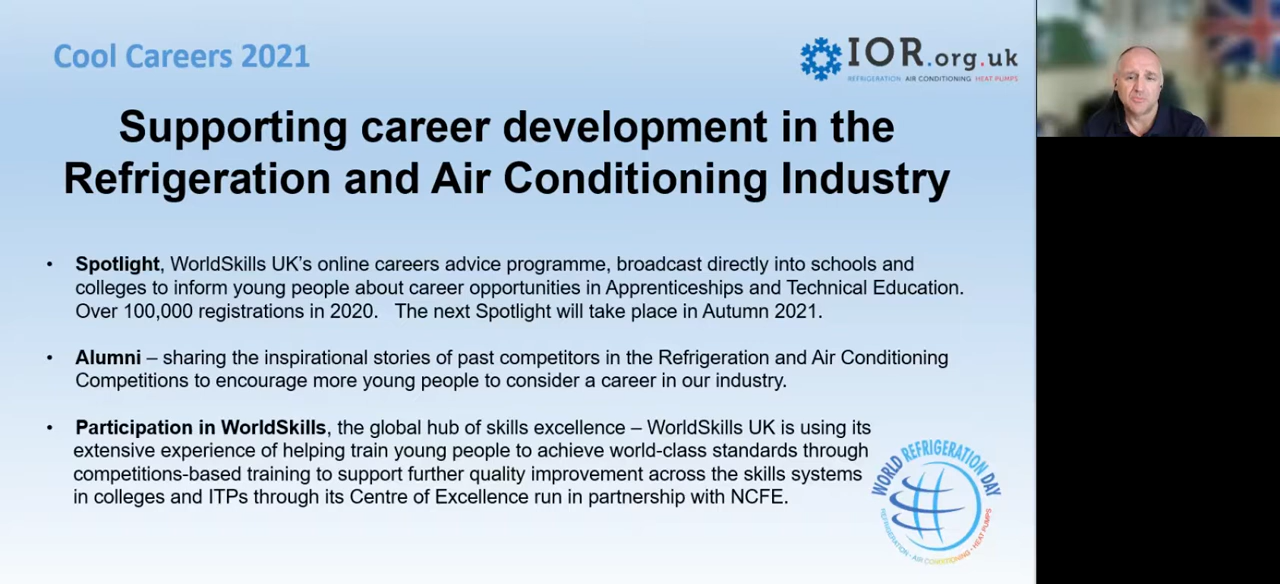 Cool Careers 2021
IOR.org.uk
REFRIGERATION AIR CONDITIONING HEAT PUMPS
Supporting career development in the
Refrigeration and Air Conditioning Industry
• Spotlight, WorldSkills UK’s online careers advice programme, broadcast directly into schools and
colleges to inform young people about career opportunities in Apprenticeships and Technical Education.
Over 100,000 registrations in 2020. The next Spotlight will take place in Autumn 2021.
• Alumni – sharing the inspirational stories of past competitors in the Refrigeration and Air Conditioning
Competitions to encourage more young people to consider a career in our industry.
• Participation in WorldSkills, the global hub of skills excellence – WorldSkills UK is using its
extensive experience of helping train young people to achieve world-class standards through
competitions-based training to support further quality improvement across the skills systems
in colleges and ITPs through its Centre of Excellence run in partnership with NCFE.
WORLD REFRIGERATION DAY
REFRIGERATION • AIR CONDITIONING • HEAT PUMPS